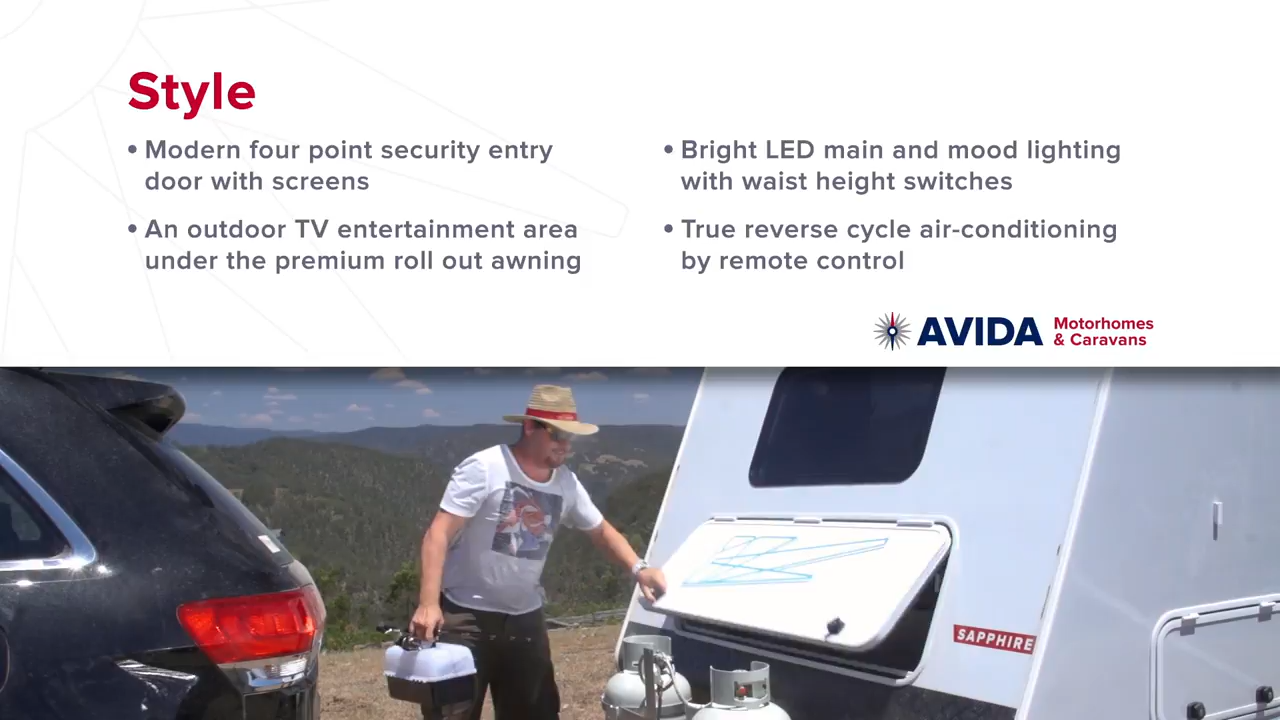 Style
• Modern four point security entry
door with screens
• An outdoor TV entertainment area
under the premium roll out awning
• Bright LED main and mood lighting
with waist height switches
• True reverse cycle air-conditioning
by remote control
AVIDA Motorhomes
& Caravans
SAPPHIRE